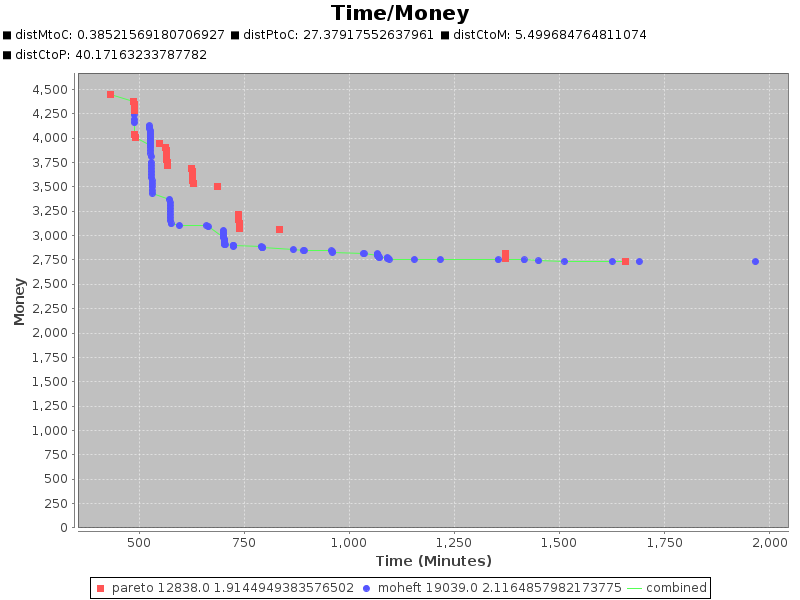 Time/Money
distMtoC: 0.38521569180706927 distPtoC: 27.37917552637961 distCtoM: 5.499684764811074
distCtoP: 40.17163233787782
4,500
4,250
4,000
3,750
3,500
3,250
3,000
2,750
2,500
2,250
2,000
1,750
1,500
1,250
1,000
750
500
250
0
Money
500 750 1,000 1,250 1,500 1,750 2,000
Time (Minutes)
pareto 12838.0 1.9144949383576502 moheft 19039.0 2.1164857982173775 combined